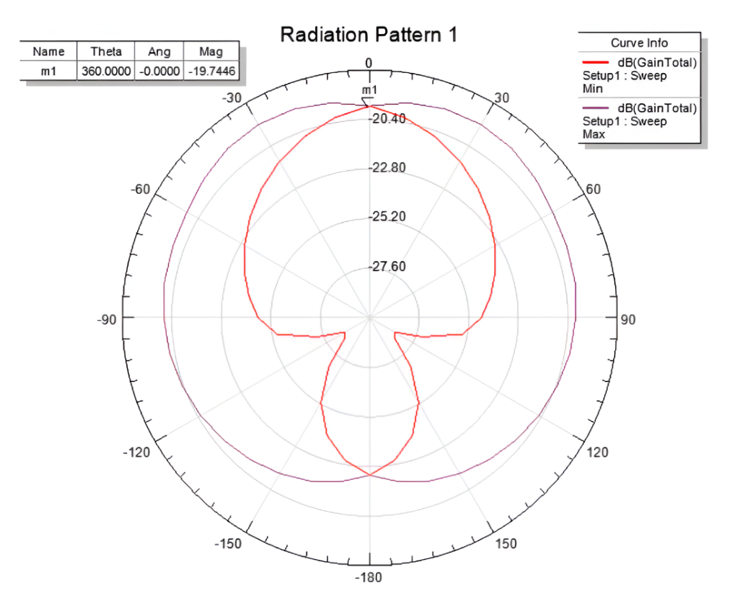 Radiation Pattern 1
Name Theta Ang Mag
m1 360.0000 -0.0000 -19.7446
Curve Info
dB(GainTotal)
Setup1 : Sweep
Min
dB(GainTotal)
Setup1 : Sweep
Max
0
m1
-30
30
-20.40
-60
60
-22.80
-25.20
-27.60
-90
90
-120
120
-150
150
-180